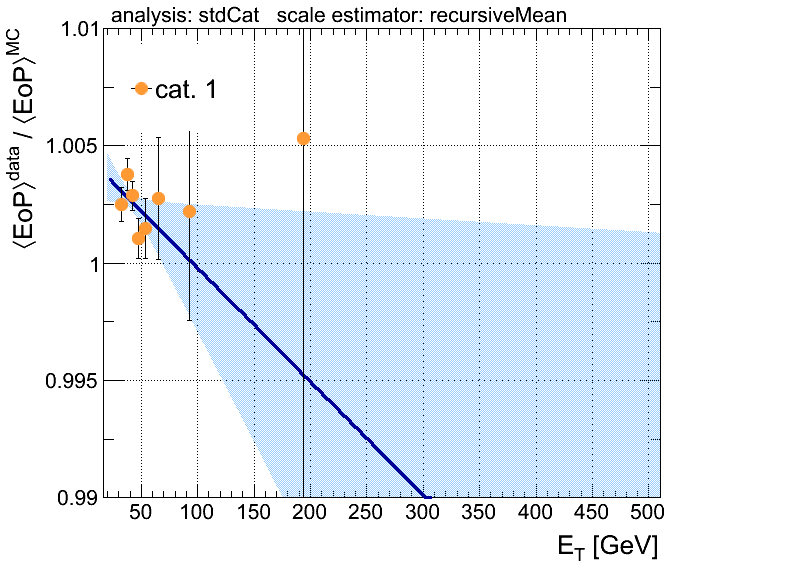 analysis: stdCat   scale estimator: recursiveMean
⟨EoP⟩^data / ⟨EoP⟩^MC
1.01
1.005
1
0.995
0.99
cat. 1
50 100 150 200 250 300 350 400 450 500
E_T [GeV]